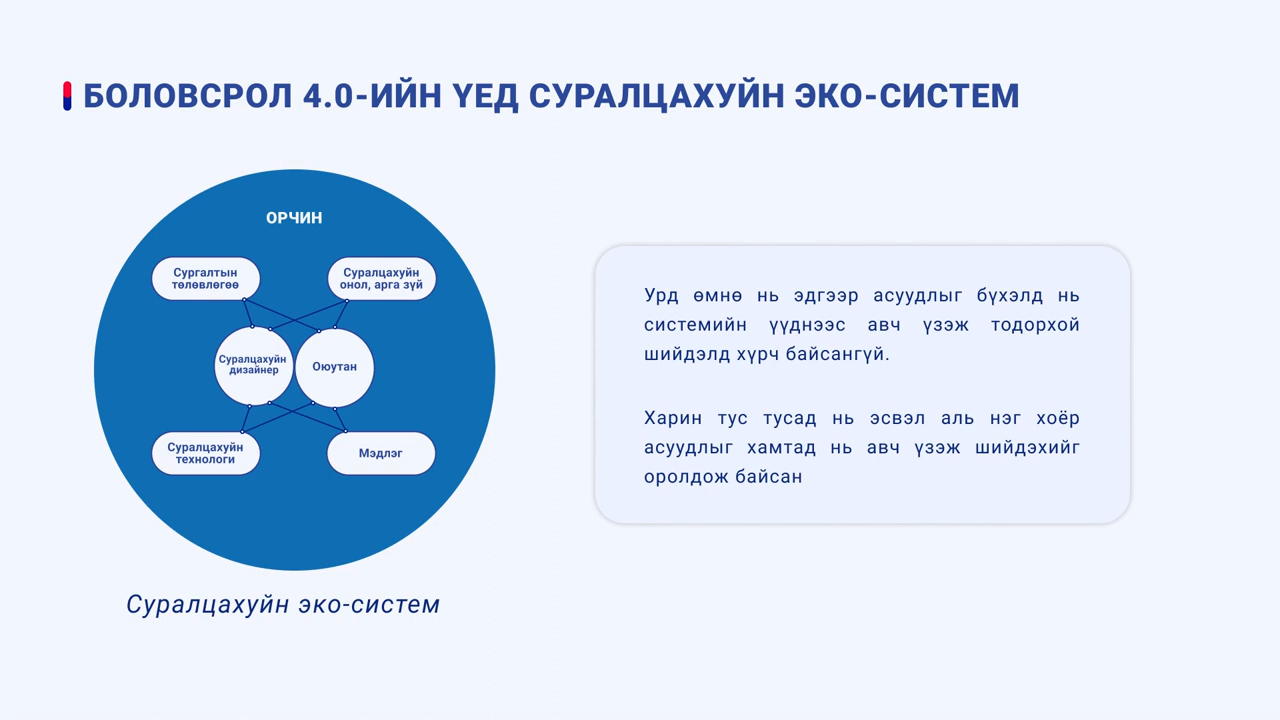 БОЛОВСРОЛ 4.0-ИЙН ҮЕД СУРАЛЦАХУЙН ЭКО-СИСТЕМ
ОРЧИН
Сургалтын
төлөвлөгөө
Суралцахуйн
онол, арга зүй
Суралцахуйн
дизайнер
Оюутан
Суралцахуйн
технологи
Мэдлэг
Суралцахуйн эко-систем
Урд өмнө нь эдгээр асуудлыг бүхэлд нь
системийн үүднээс авч үзэж тодорхой
шийдэлд хүрч байсангүй.
Харин тус тусад нь эсвэл аль нэг хоёр
асуудлыг хамтад нь авч үзэж шийдэхийг
оролдож байсан